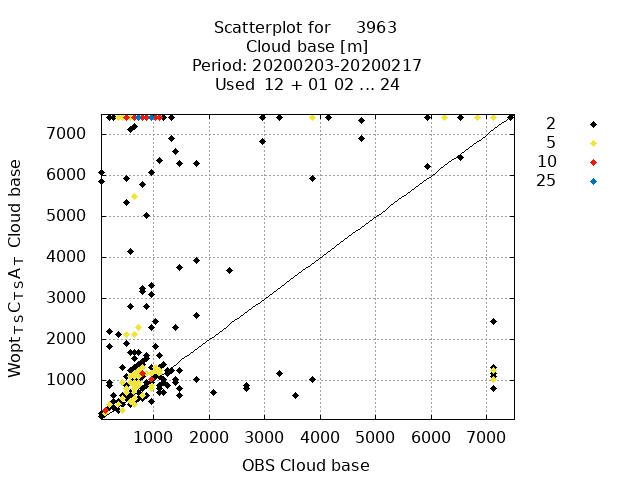 Scatterplot for 3963
Cloud base [m]
Period: 20200203-20200217
Used 12 + 01 02 ... 24
7000
6000
5000
4000
3000
2000
1000
1000 2000 3000 4000 5000 6000 7000
WoptTSCTSAT Cloud base
OBS Cloud base
2
5
10
25